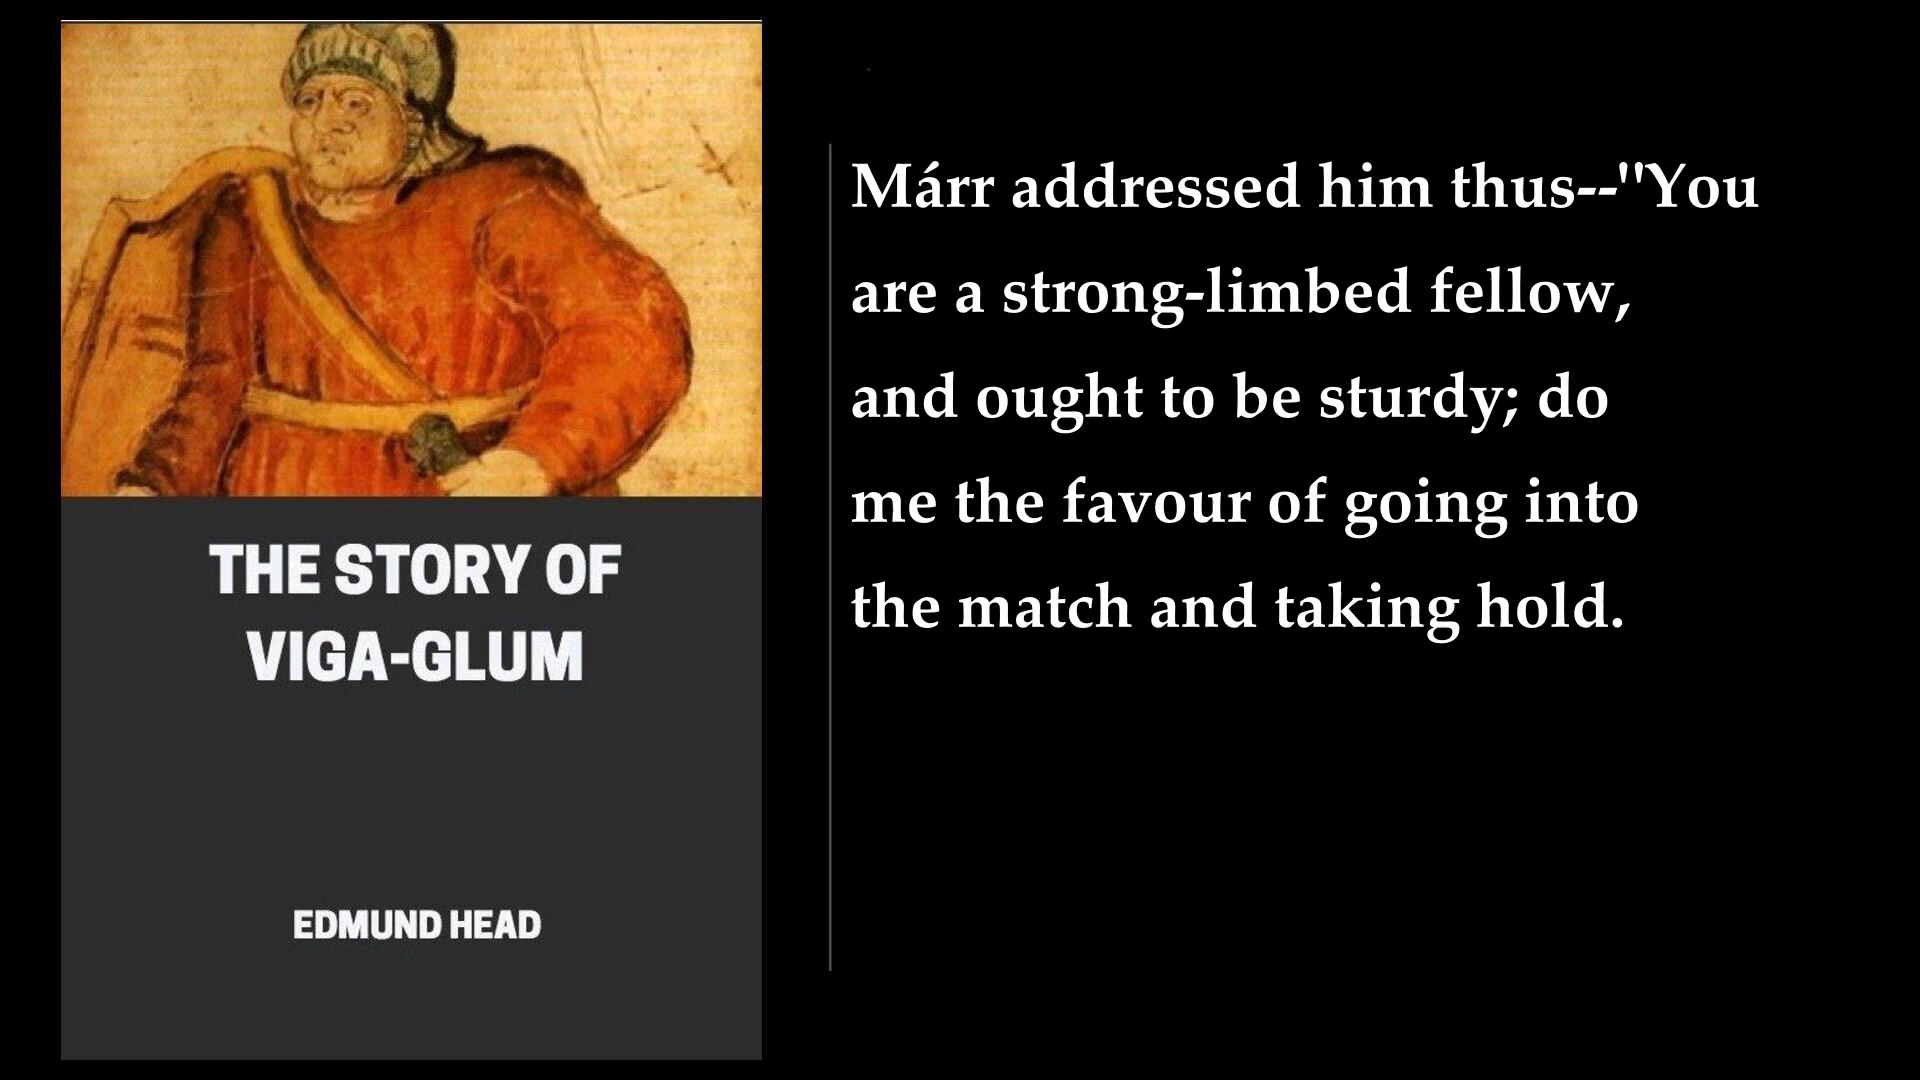 THE STORY OF
VIGA-GLUM
EDMUND HEAD
Márr addressed him thus--"You
are a strong-limbed fellow,
and ought to be sturdy; do
me the favour of going into
the match and taking hold.